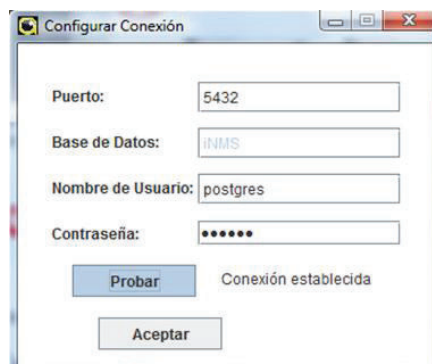 Configurar Conexión
Puerto: 5432
Base de Datos: iNMS
Nombre de Usuario: postgres
Contraseña: ••••••
Probar Conexión establecida
Aceptar